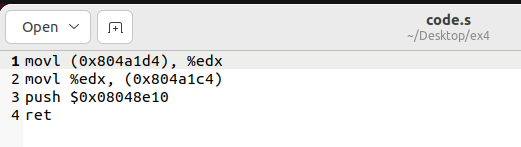 Open
code.s
~/Desktop/ex4
1 movl (0x804a1d4), %edx
2 movl %edx, (0x804a1c4)
3 push $0x08048e10
4 ret